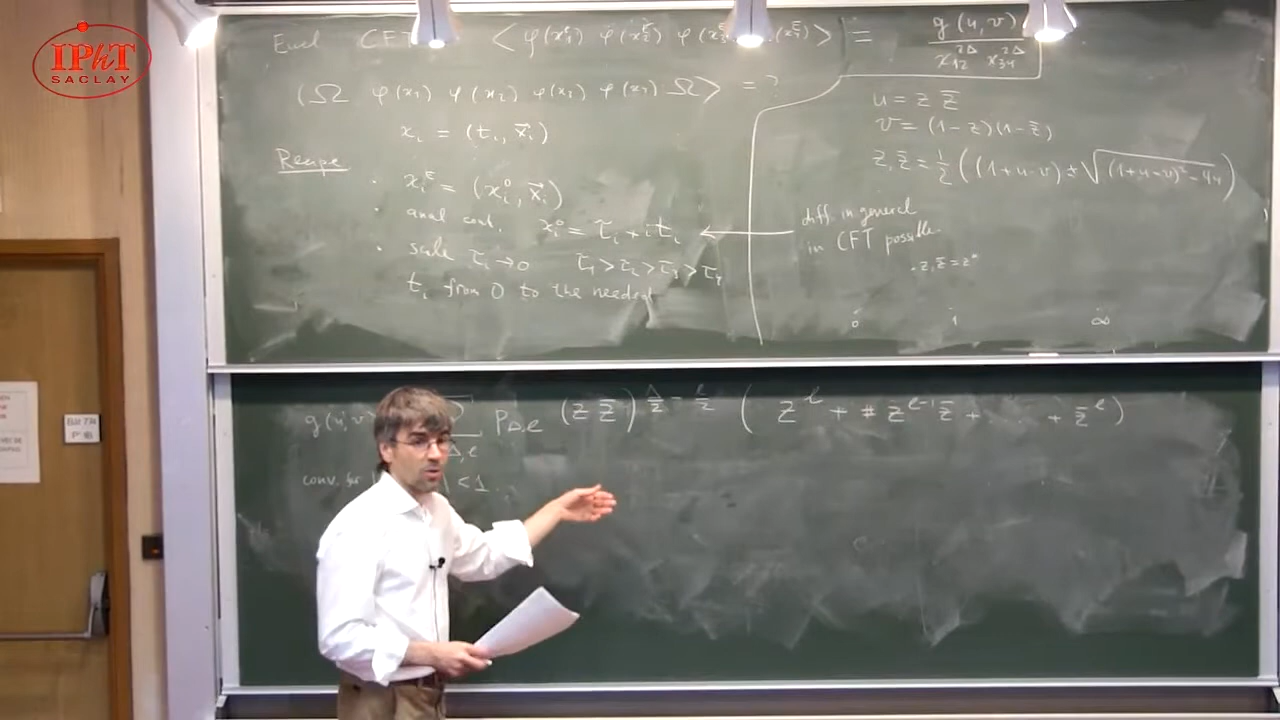 IPhT
SACLAY
Eucl CFT ⟨φ(x₁ᴱ) φ(x₂ᴱ) φ(x₃ᴱ) (x₄ᴱ)⟩ = g(u,v) / x₁₂^{2Δ} x₃₄^{2Δ}
(Ω φ(x₁) φ(x₂) φ(x₃) φ(x₄) Ω⟩ = ?
xᵢ = (tᵢ, x⃗ᵢ)
Recipe
· xᵢᴱ = (xᵢ⁰, x⃗ᵢ)
· anal cont. xᵢ⁰ = τᵢ + i tᵢ
· scale τᵢ → 0 τ₁ > τ₂ > τ₃ > τ₄
tᵢ from 0 to the needed
u = z z̄
v = (1-z)(1-z̄)
z, z̄ = ½ ((1+u-v) ± √((1+u-v)² - 4u))
diff. in general
in CFT possible
· z, z̄ = z*
0 1 ∞
g(u,v) P_{Δ,ℓ} (z z̄)^{Δ/2 - ℓ/2} (z^ℓ + # z^{ℓ-1} z̄ + ... + z̄^ℓ)
Δ,ℓ
conv. for | < 1 ...